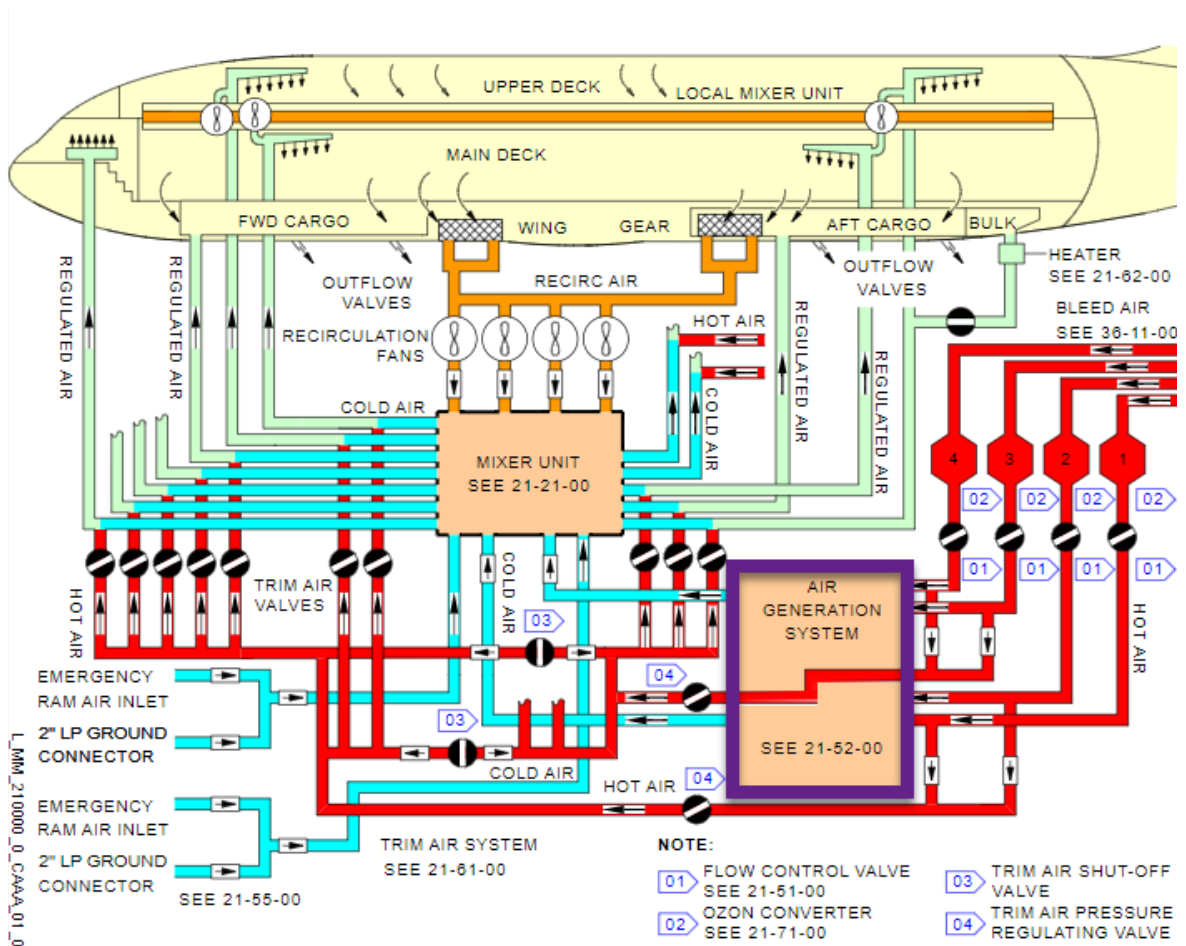 UPPER DECK
LOCAL MIXER UNIT
MAIN DECK
FWD CARGO
WING
GEAR
AFT CARGO
BULK
REGULATED AIR
REGULATED AIR
OUTFLOW
VALVES
RECIRC AIR
OUTFLOW
VALVES
HEATER
SEE 21-62-00
BLEED AIR
SEE 36-11-00
RECIRCULATION
FANS
HOT AIR
REGULATED AIR
REGULATED AIR
COLD AIR
COLD AIR
MIXER UNIT
SEE 21-21-00
4
3
2
1
02
02
02
02
01
01
01
01
HOT AIR
TRIM AIR
VALVES
COLD AIR
03
AIR
GENERATION
SYSTEM
SEE 21-52-00
HOT AIR
04
03
04
EMERGENCY
RAM AIR INLET
2" LP GROUND
CONNECTOR
COLD AIR
HOT AIR
EMERGENCY
RAM AIR INLET
2" LP GROUND
CONNECTOR
SEE 21-55-00
TRIM AIR SYSTEM
SEE 21-61-00
NOTE:
01 FLOW CONTROL VALVE
SEE 21-51-00
02 OZON CONVERTER
SEE 21-71-00
03 TRIM AIR SHUT-OFF
VALVE
04 TRIM AIR PRESSURE
REGULATING VALVE
L_MM_210000_0_CAAA_01_0